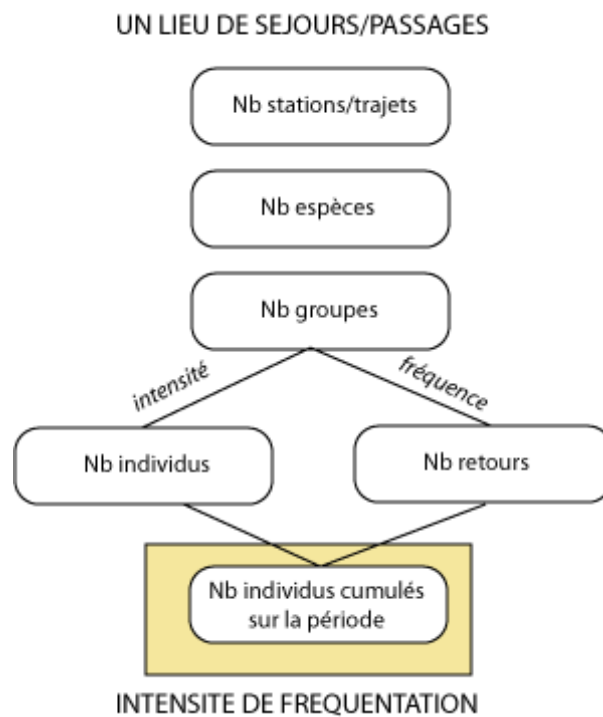 UN LIEU DE SEJOURS/PASSAGES
Nb stations/trajets
Nb espèces
Nb groupes
intensité
fréquence
Nb individus
Nb retours
Nb individus cumulés
sur la période
INTENSITE DE FREQUENTATION